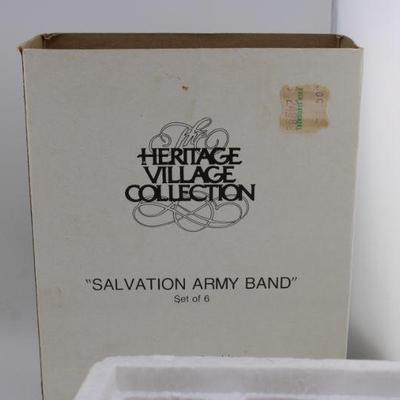 the
HERITAGE
VILLAGE
COLLECTION
"SALVATION ARMY BAND"
Set of 6